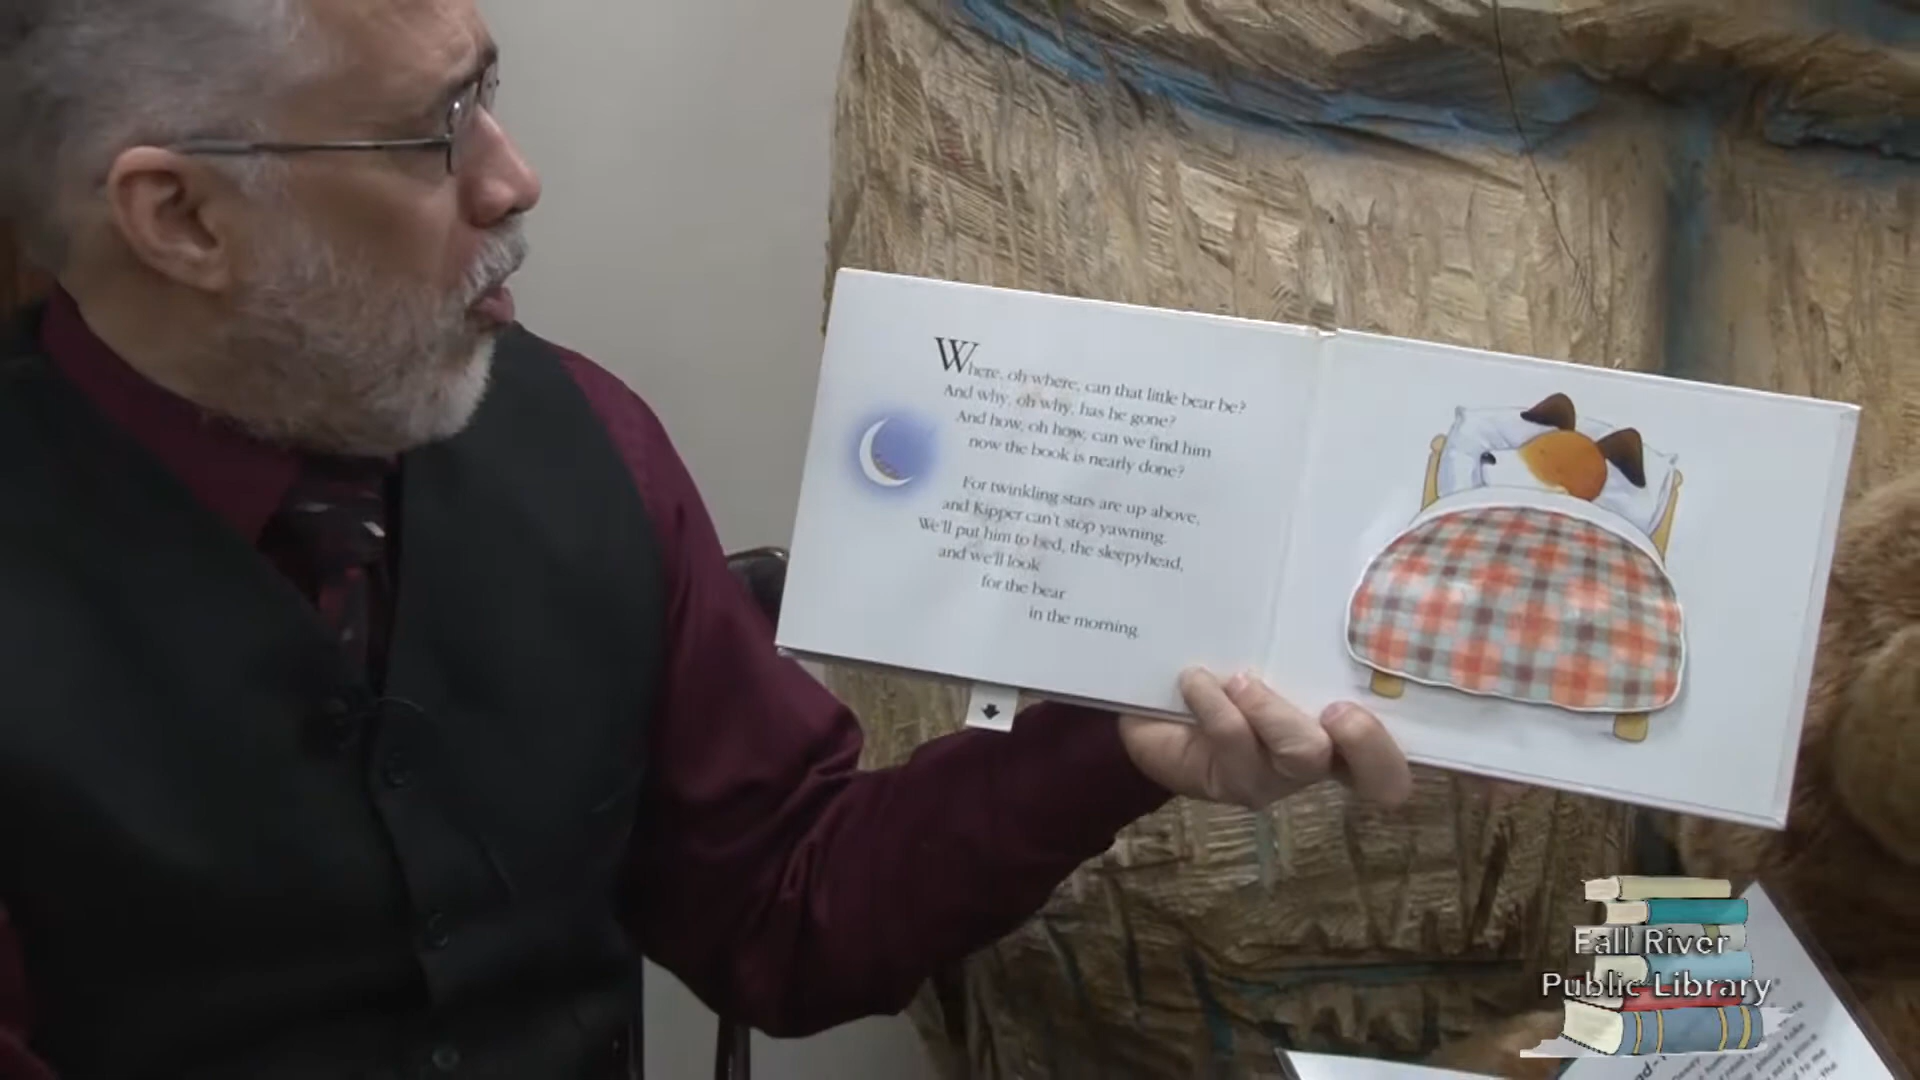 Where, oh where, can that little bear be?
And why, oh why, has he gone?
And how, oh how, can we find him
now the book is nearly done?
For twinkling stars are up above,
and Kipper can't stop yawning.
We'll put him to bed, the sleepyhead,
and we'll look
for the bear
in the morning.
Fall River
Public Library